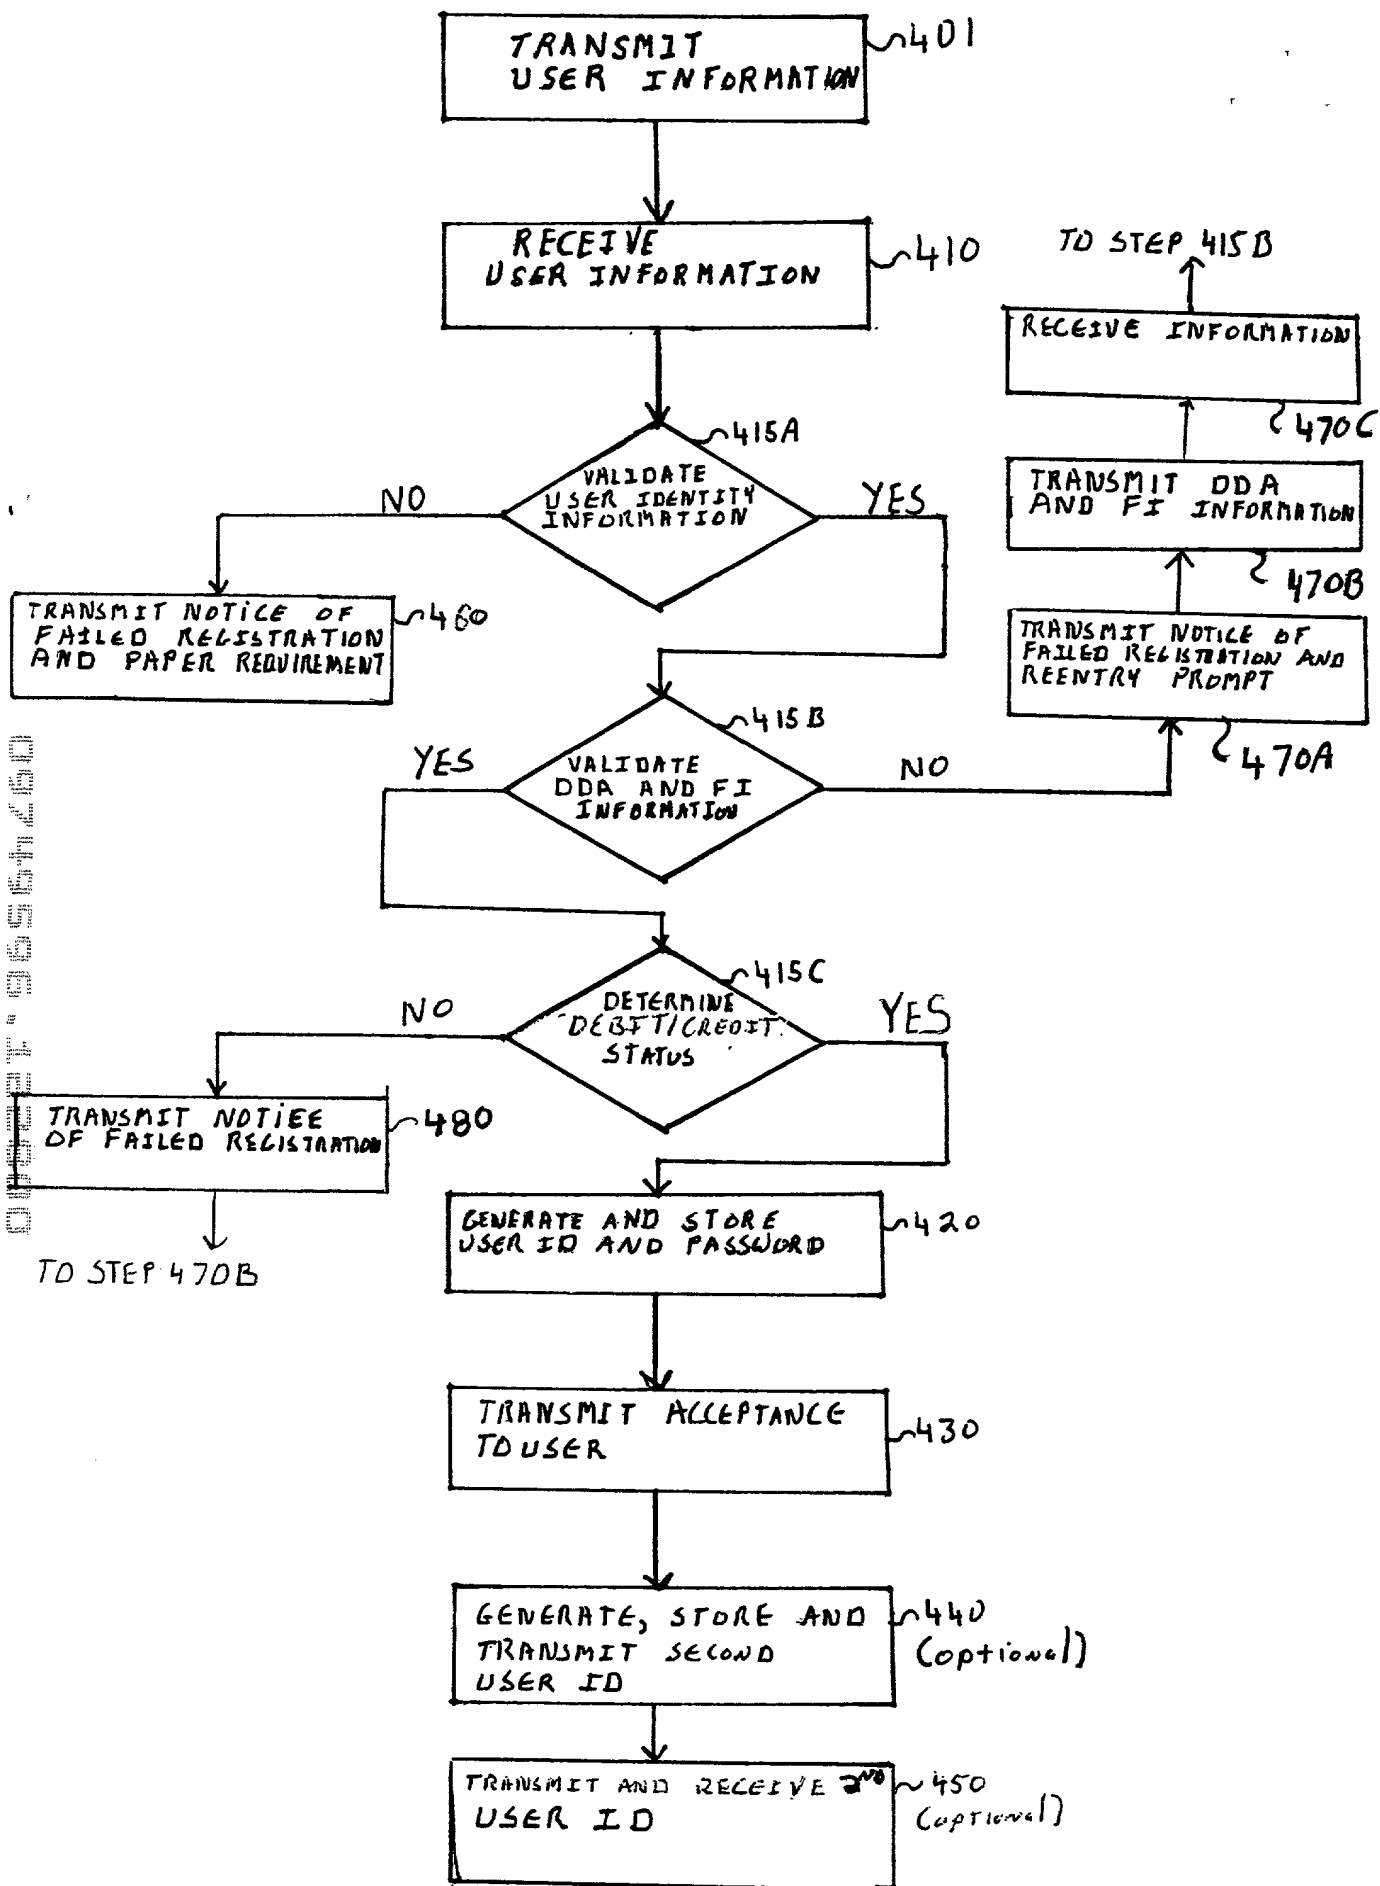 TRANSMIT
USER INFORMATION
401
RECEIVE
USER INFORMATION
410
TO STEP 415B
RECEIVE INFORMATION
470C
TRANSMIT DDA
AND FI INFORMATION
470B
TRANSMIT NOTICE OF
FAILED REGISTRATION AND
REENTRY PROMPT
470A
415A
VALIDATE
USER IDENTITY
INFORMATION
NO
YES
TRANSMIT NOTICE OF
FAILED REGISTRATION
AND PAPER REQUIREMENT
460
415B
VALIDATE
DDA AND FI
INFORMATION
YES
NO
415C
DETERMINE
DEBIT/CREDIT
STATUS
NO
YES
TRANSMIT NOTICE
OF FAILED REGISTRATION
480
TO STEP 470B
GENERATE AND STORE
USER ID AND PASSWORD
420
TRANSMIT ACCEPTANCE
TO USER
430
GENERATE, STORE AND
TRANSMIT SECOND
USER ID
440
(optional)
TRANSMIT AND RECEIVE 2ND
USER ID
450
(optional)